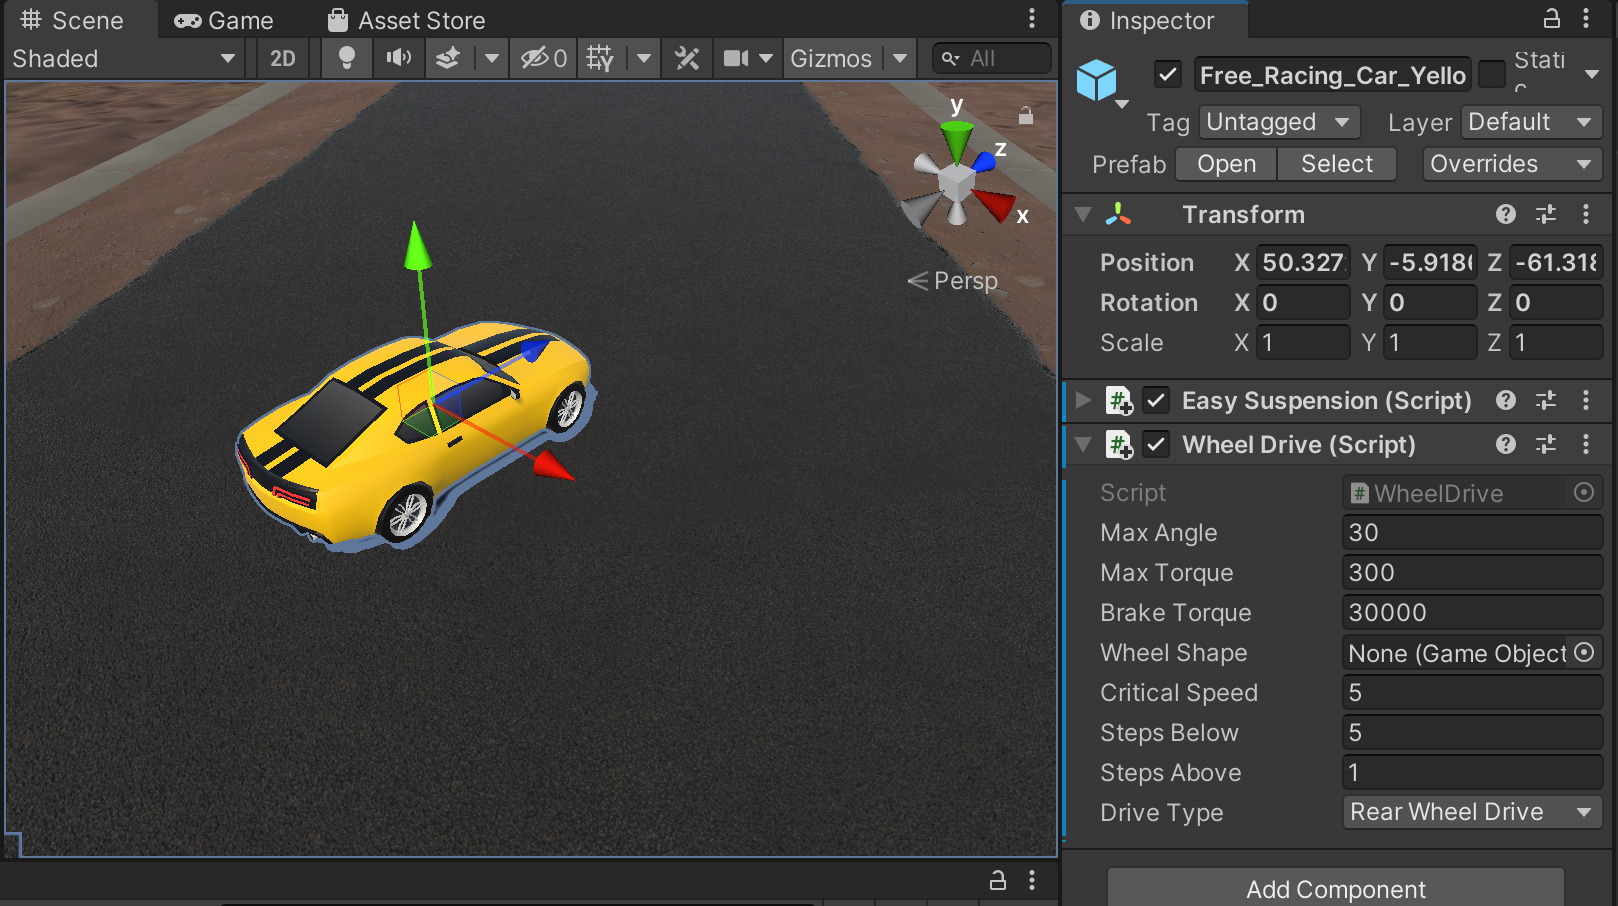 Scene Game Asset Store
Shaded 2D 0 Gizmos All
y
z
x
Persp
Inspector
Free_Racing_Car_Yello Stati
Tag Untagged Layer Default
Prefab Open Select Overrides
Transform
Position X 50.327 Y -5.918 Z -61.318
Rotation X 0 Y 0 Z 0
Scale X 1 Y 1 Z 1
# Easy Suspension (Script)
# Wheel Drive (Script)
Script # WheelDrive
Max Angle 30
Max Torque 300
Brake Torque 30000
Wheel Shape None (Game Object
Critical Speed 5
Steps Below 5
Steps Above 1
Drive Type Rear Wheel Drive
Add Component